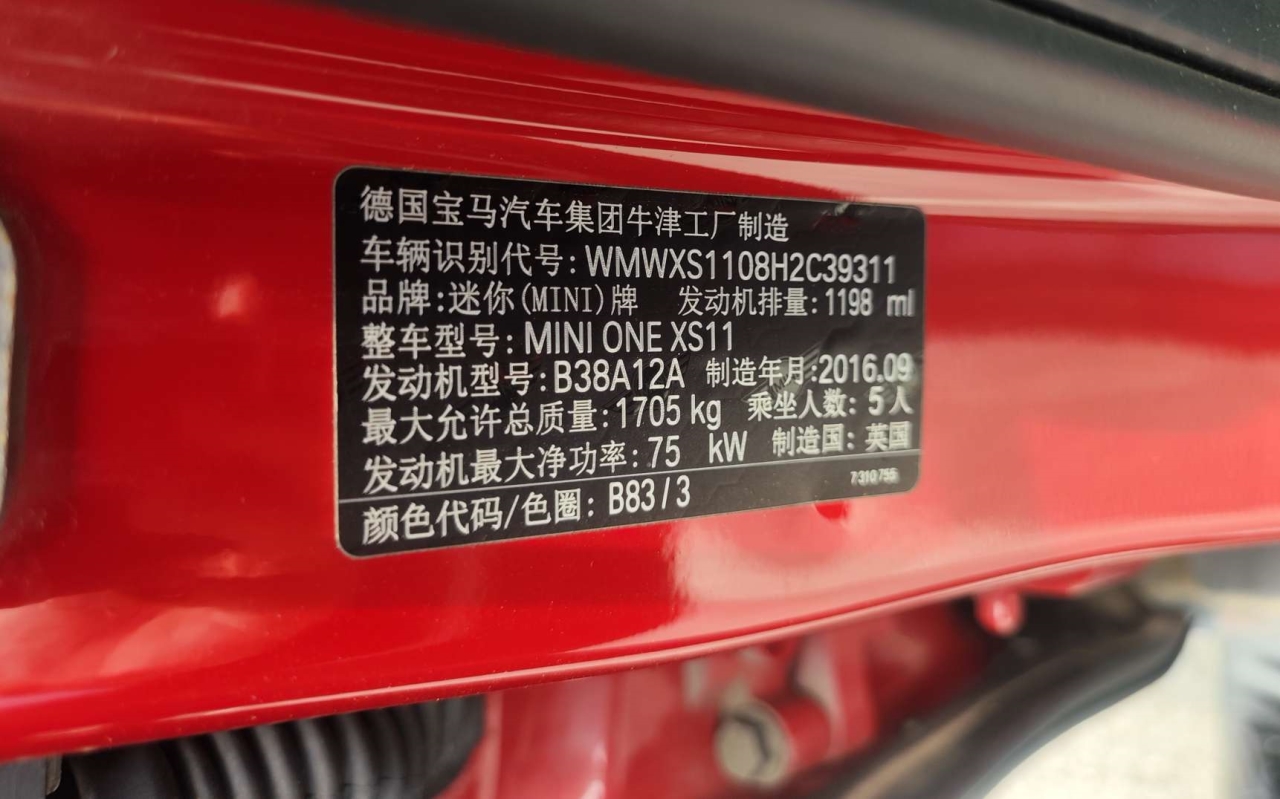 德国宝马汽车集团牛津工厂制造
车辆识别代号:WMWXS1108H2C39311
品牌:迷你(MINI)牌 发动机排量:1198 ml
整车型号:MINI ONE XS11
发动机型号:B38A12A 制造年月:2016.09
最大允许总质量:1705 kg 乘坐人数:5人
发动机最大净功率:75 kW 制造国:英国
7 310 755
颜色代码/色圈: B83/3